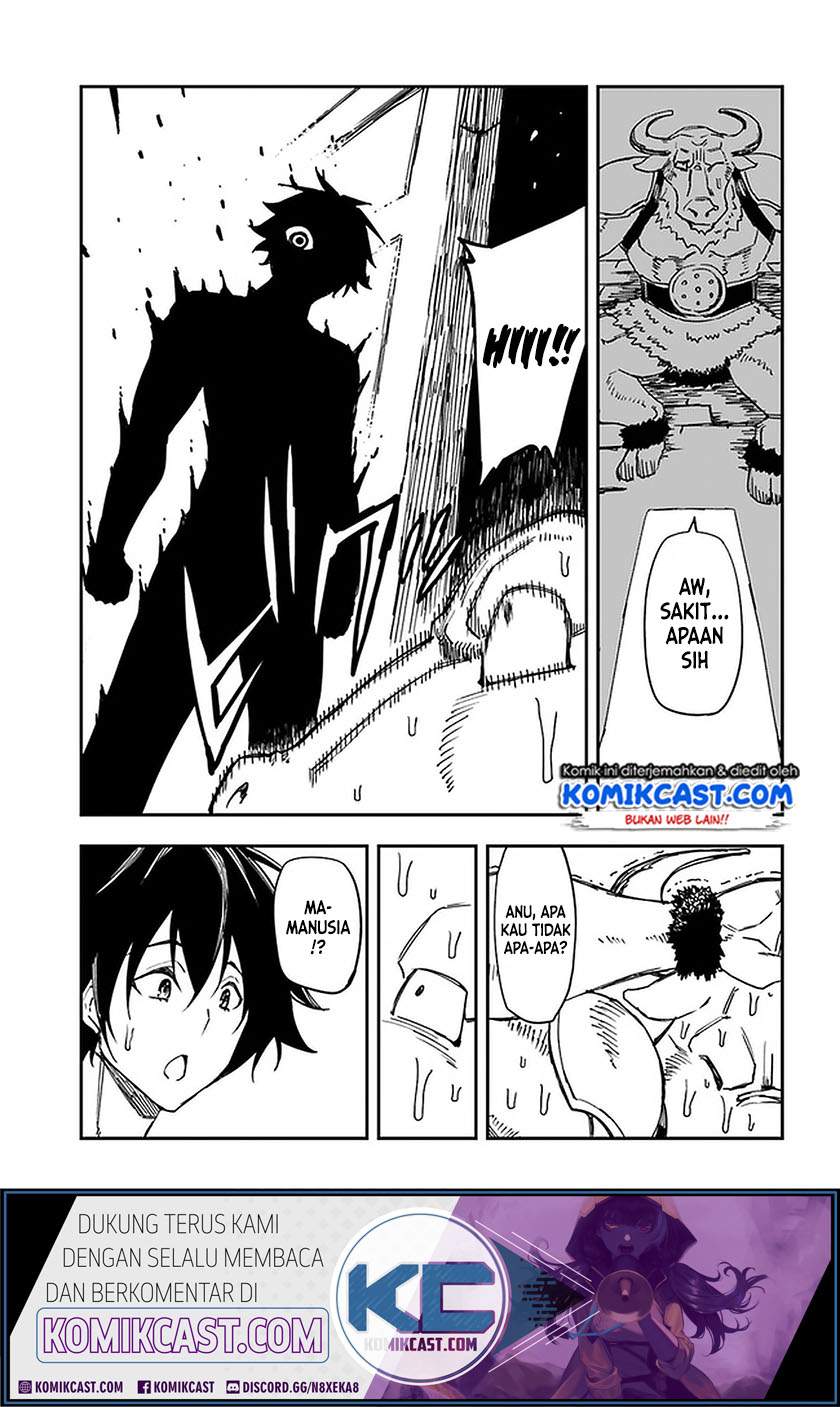 AW,
SAKIT...
APAAN
SIH
HIII!!
Komik ini diterjemahkan & diedit oleh
KOMIKCAST.COM
BUKAN WEB LAIN!!
ANU, APA
KAU TIDAK
APA-APA?
MA-
MANUSIA
!?
DUKUNG TERUS KAMI
DENGAN SELALU MEMBACA
DAN BERKOMENTAR DI
KOMIKCAST.COM
KC
KOMIKCAST.COM
KOMIKCAST.COM
KOMIKCAST
DISCORD.GG/N8XEKA8